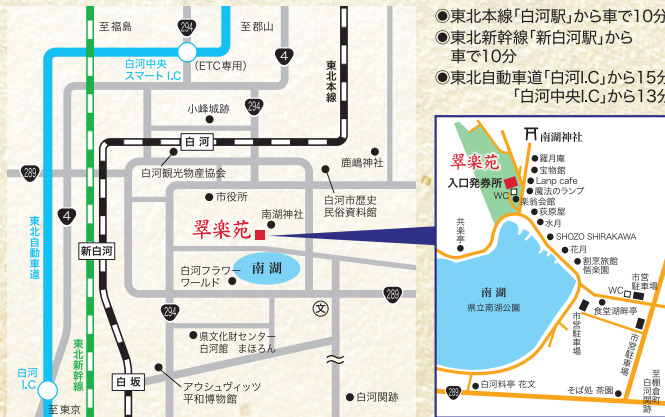 至福島
294
至郡山
白河中央
スマートI.C
(ETC専用)
4
東北本線
小峰城跡
294
白河
289
白河観光物産協会
鹿嶋神社
市役所
白河市歴史
民俗資料館
4
南湖神社
翠楽苑
東北自動車道
新白河
白河フラワー
ワールド
南湖
289
294
文
県文化財センター
白河館 まほろん
東北新幹線
白河
I.C
白坂
アウシュヴィッツ
平和博物館
白河関跡
至東京
●東北本線「白河駅」から車で10分
●東北新幹線「新白河駅」から
車で10分
●東北自動車道「白河I.C」から15分
「白河中央I.C」から13分
南湖神社
翠楽苑
入口発券所
WC
羅月庵
宝物館
Lanp cafe
魔法のランプ
楽翁会館
荻原屋
水月
共楽亭
SHOZO SHIRAKAWA
花月
割烹旅館
偕楽園
市営
駐車場
WC
南湖
県立南湖公園
食堂湖畔亭
市営駐車場
市営駐車場
289
白河料亭 花文
そば処 茶園
至棚倉町
白河関跡